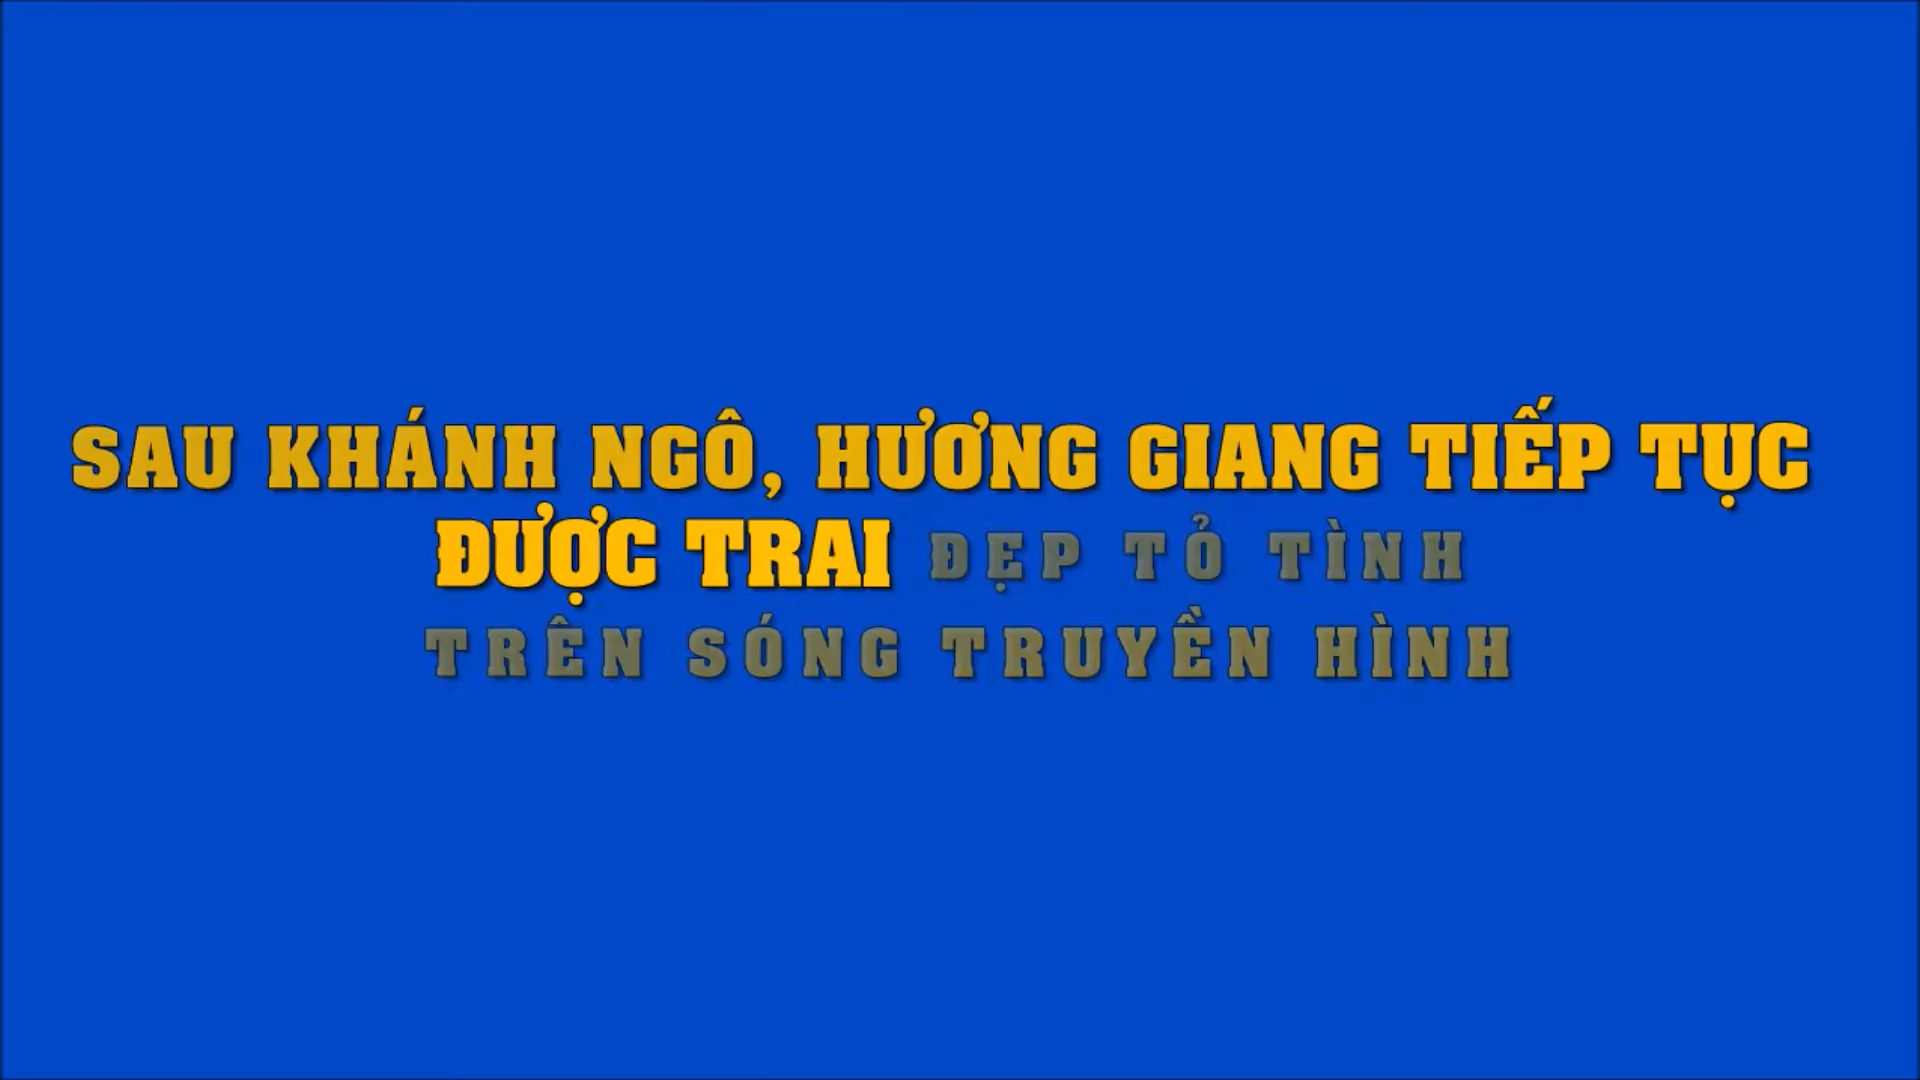 SAU KHÁNH NGÔ, HƯƠNG GIANG TIẾP TỤC
ĐƯỢC TRAI ĐẸP TỎ TÌNH
TRÊN SÓNG TRUYỀN HÌNH